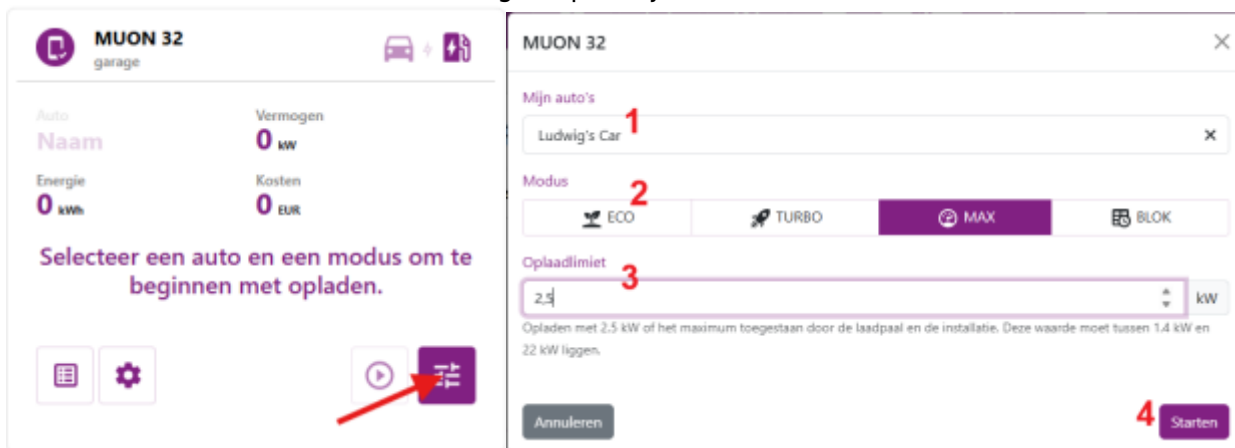 MUON 32
garage
Auto
Naam
Vermogen
0 kW
Energie
0 kWh
Kosten
0 EUR
Selecteer een auto en een modus om te
beginnen met opladen.
MUON 32
Mijn auto's
1
Ludwig's Car
Modus
2
ECO
TURBO
MAX
BLOK
Oplaadlimiet
3
2,5
kW
Opladen met 2.5 kW of het maximum toegestaan door de laadpaal en de installatie. Deze waarde moet tussen 1.4 kW en
22 kW liggen.
Annuleren
4
Starten